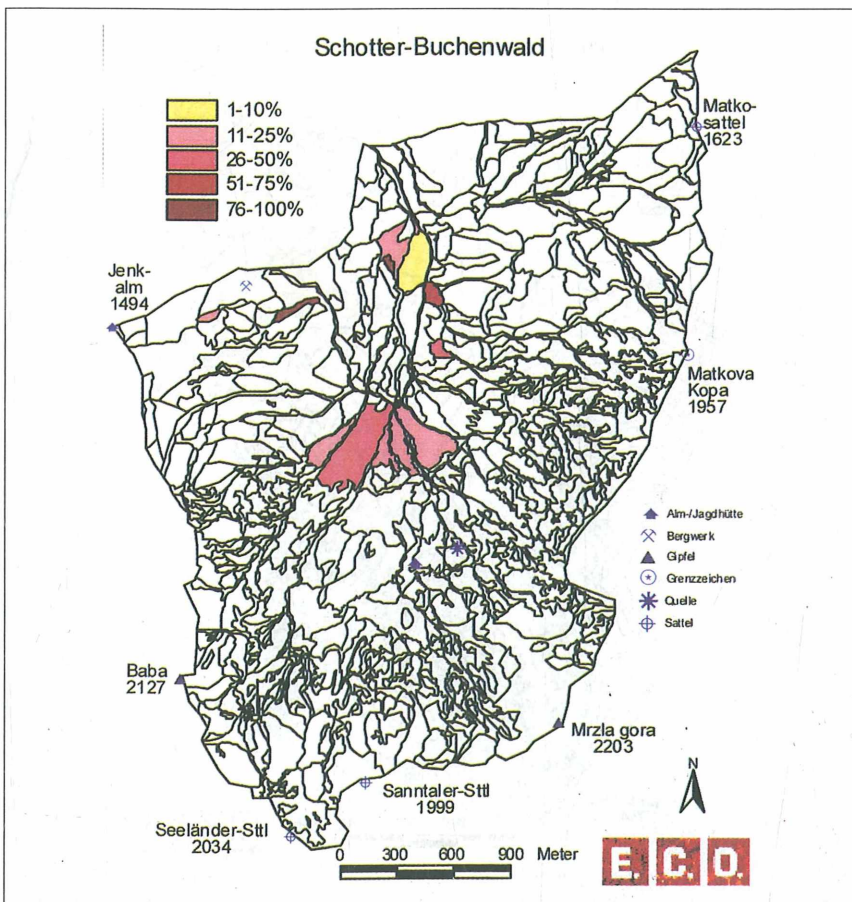 Schotter-Buchenwald
1-10%
11-25%
26-50%
51-75%
76-100%
Matko-
sattel
1623
Jenk-
alm
1494
Matkova
Kopa
1957
Alm-/Jagdhütte
Bergwerk
Gipfel
Grenzzeichen
Quelle
Sattel
Baba
2127
Mrzla gora
2203
Sanntaler-Sttl
1999
Seeländer-Sttl
2034
N
0 300 600 900 Meter
E.C.O.